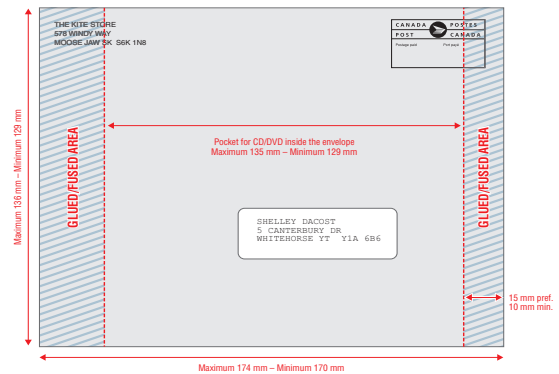 THE KITE STORE
578 WINDY WAY
MOOSE JAW SK  S6K 1N8
CANADA POSTES
POST CANADA
Postage paid Port payé
Maximum 136 mm – Minimum 129 mm
GLUED/FUSED AREA
Pocket for CD/DVD inside the envelope
Maximum 135 mm – Minimum 129 mm
GLUED/FUSED AREA
SHELLEY DACOST
5 CANTERBURY DR
WHITEHORSE YT  Y1A 6B6
15 mm pref.
10 mm min.
Maximum 174 mm – Minimum 170 mm